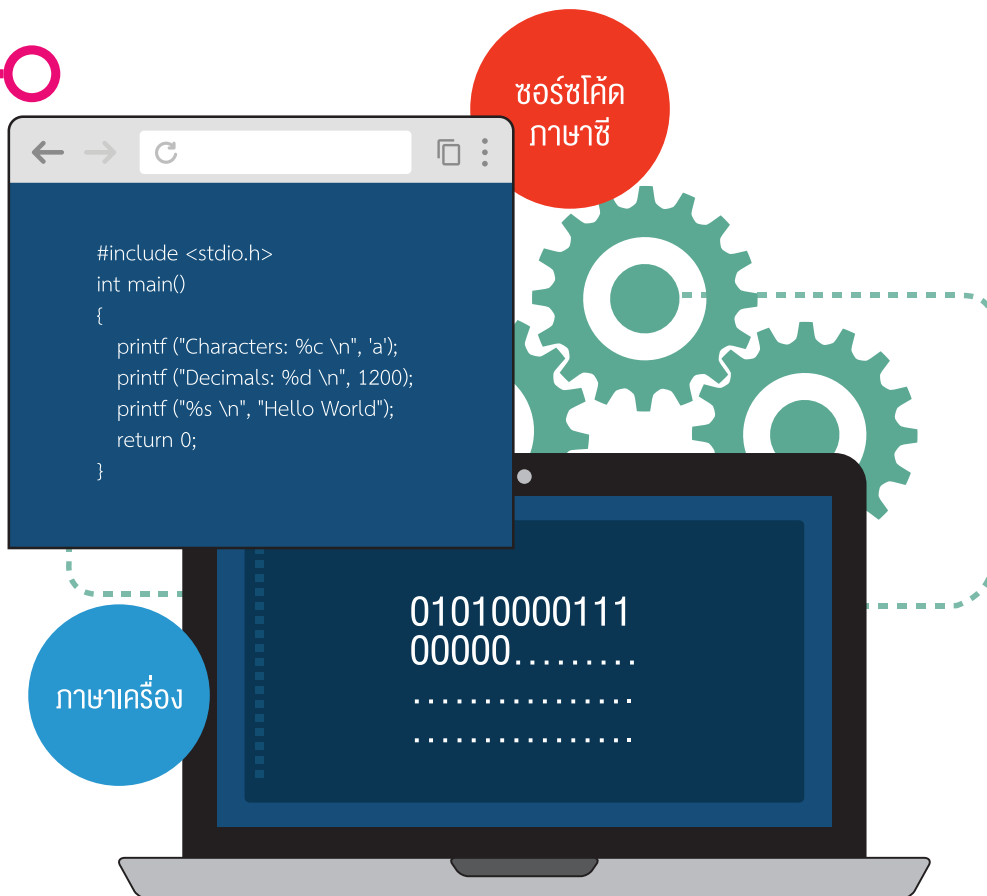 ซอร์ซโค้ด
ภาษาซี
#include <stdio.h>
int main()
{
printf ("Characters: %c \n", 'a');
printf ("Decimals: %d \n", 1200);
printf ("%s \n", "Hello World");
return 0;
}
01010000111
00000.........
................
................
ภาษาเครื่อง